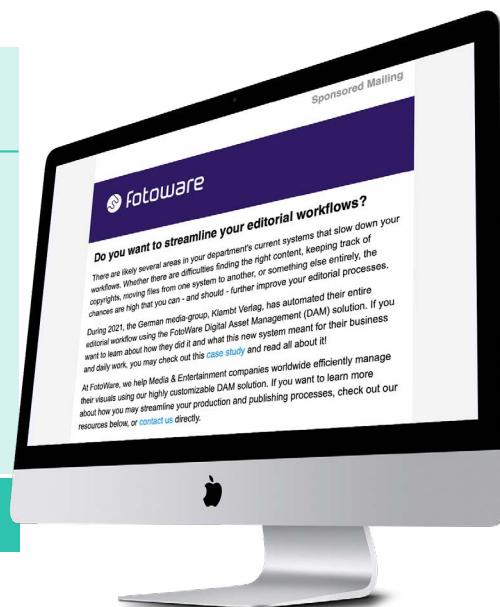 Sponsored Mailing
fotoware
Do you want to streamline your editorial workflows?
There are likely several areas in your department's current systems that slow down your
workflows. Whether there are difficulties finding the right content, keeping track of
copyrights, moving files from one system to another, or something else entirely, the
chances are high that you can - and should - further improve your editorial processes.
During 2021, the German media-group, Klambt Verlag, has automated their entire
editorial workflow using the FotoWare Digital Asset Management (DAM) solution. If you
want to learn about how they did it and what this new system meant for their business
and daily work, you may check out this case study and read all about it!
At FotoWare, we help Media & Entertainment companies worldwide efficiently manage
their visuals using our highly customizable DAM solution. If you want to learn more
about how you may streamline your production and publishing processes, check out our
resources below, or contact us directly.